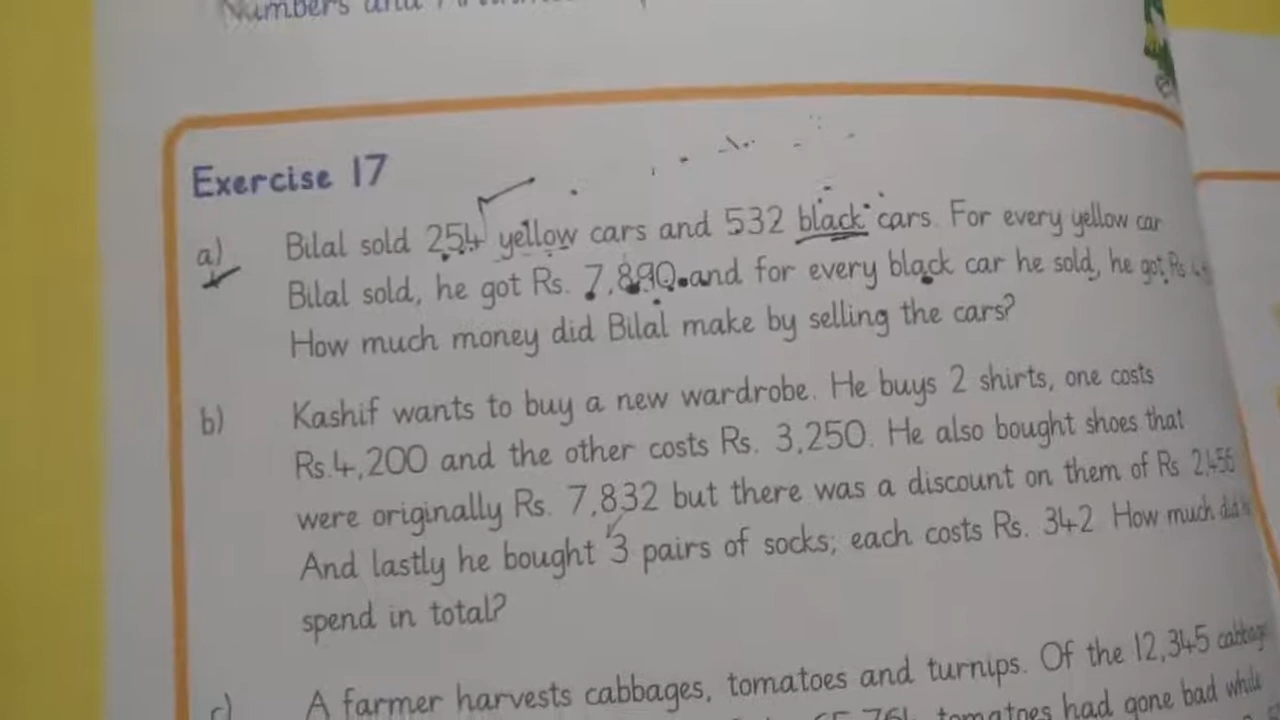 Numbers and
Exercise 17
a) Bilal sold 254 yellow cars and 532 black cars. For every yellow car
Bilal sold, he got Rs. 7,890 and for every black car he sold, he got Rs
How much money did Bilal make by selling the cars?
b) Kashif wants to buy a new wardrobe. He buys 2 shirts, one costs
Rs.4,200 and the other costs Rs. 3,250. He also bought shoes that
were originally Rs. 7,832 but there was a discount on them of Rs 2,456
And lastly he bought 3 pairs of socks; each costs Rs. 342 How much did
spend in total?
c) A farmer harvests cabbages, tomatoes and turnips. Of the 12,345
tomatoes had gone bad while